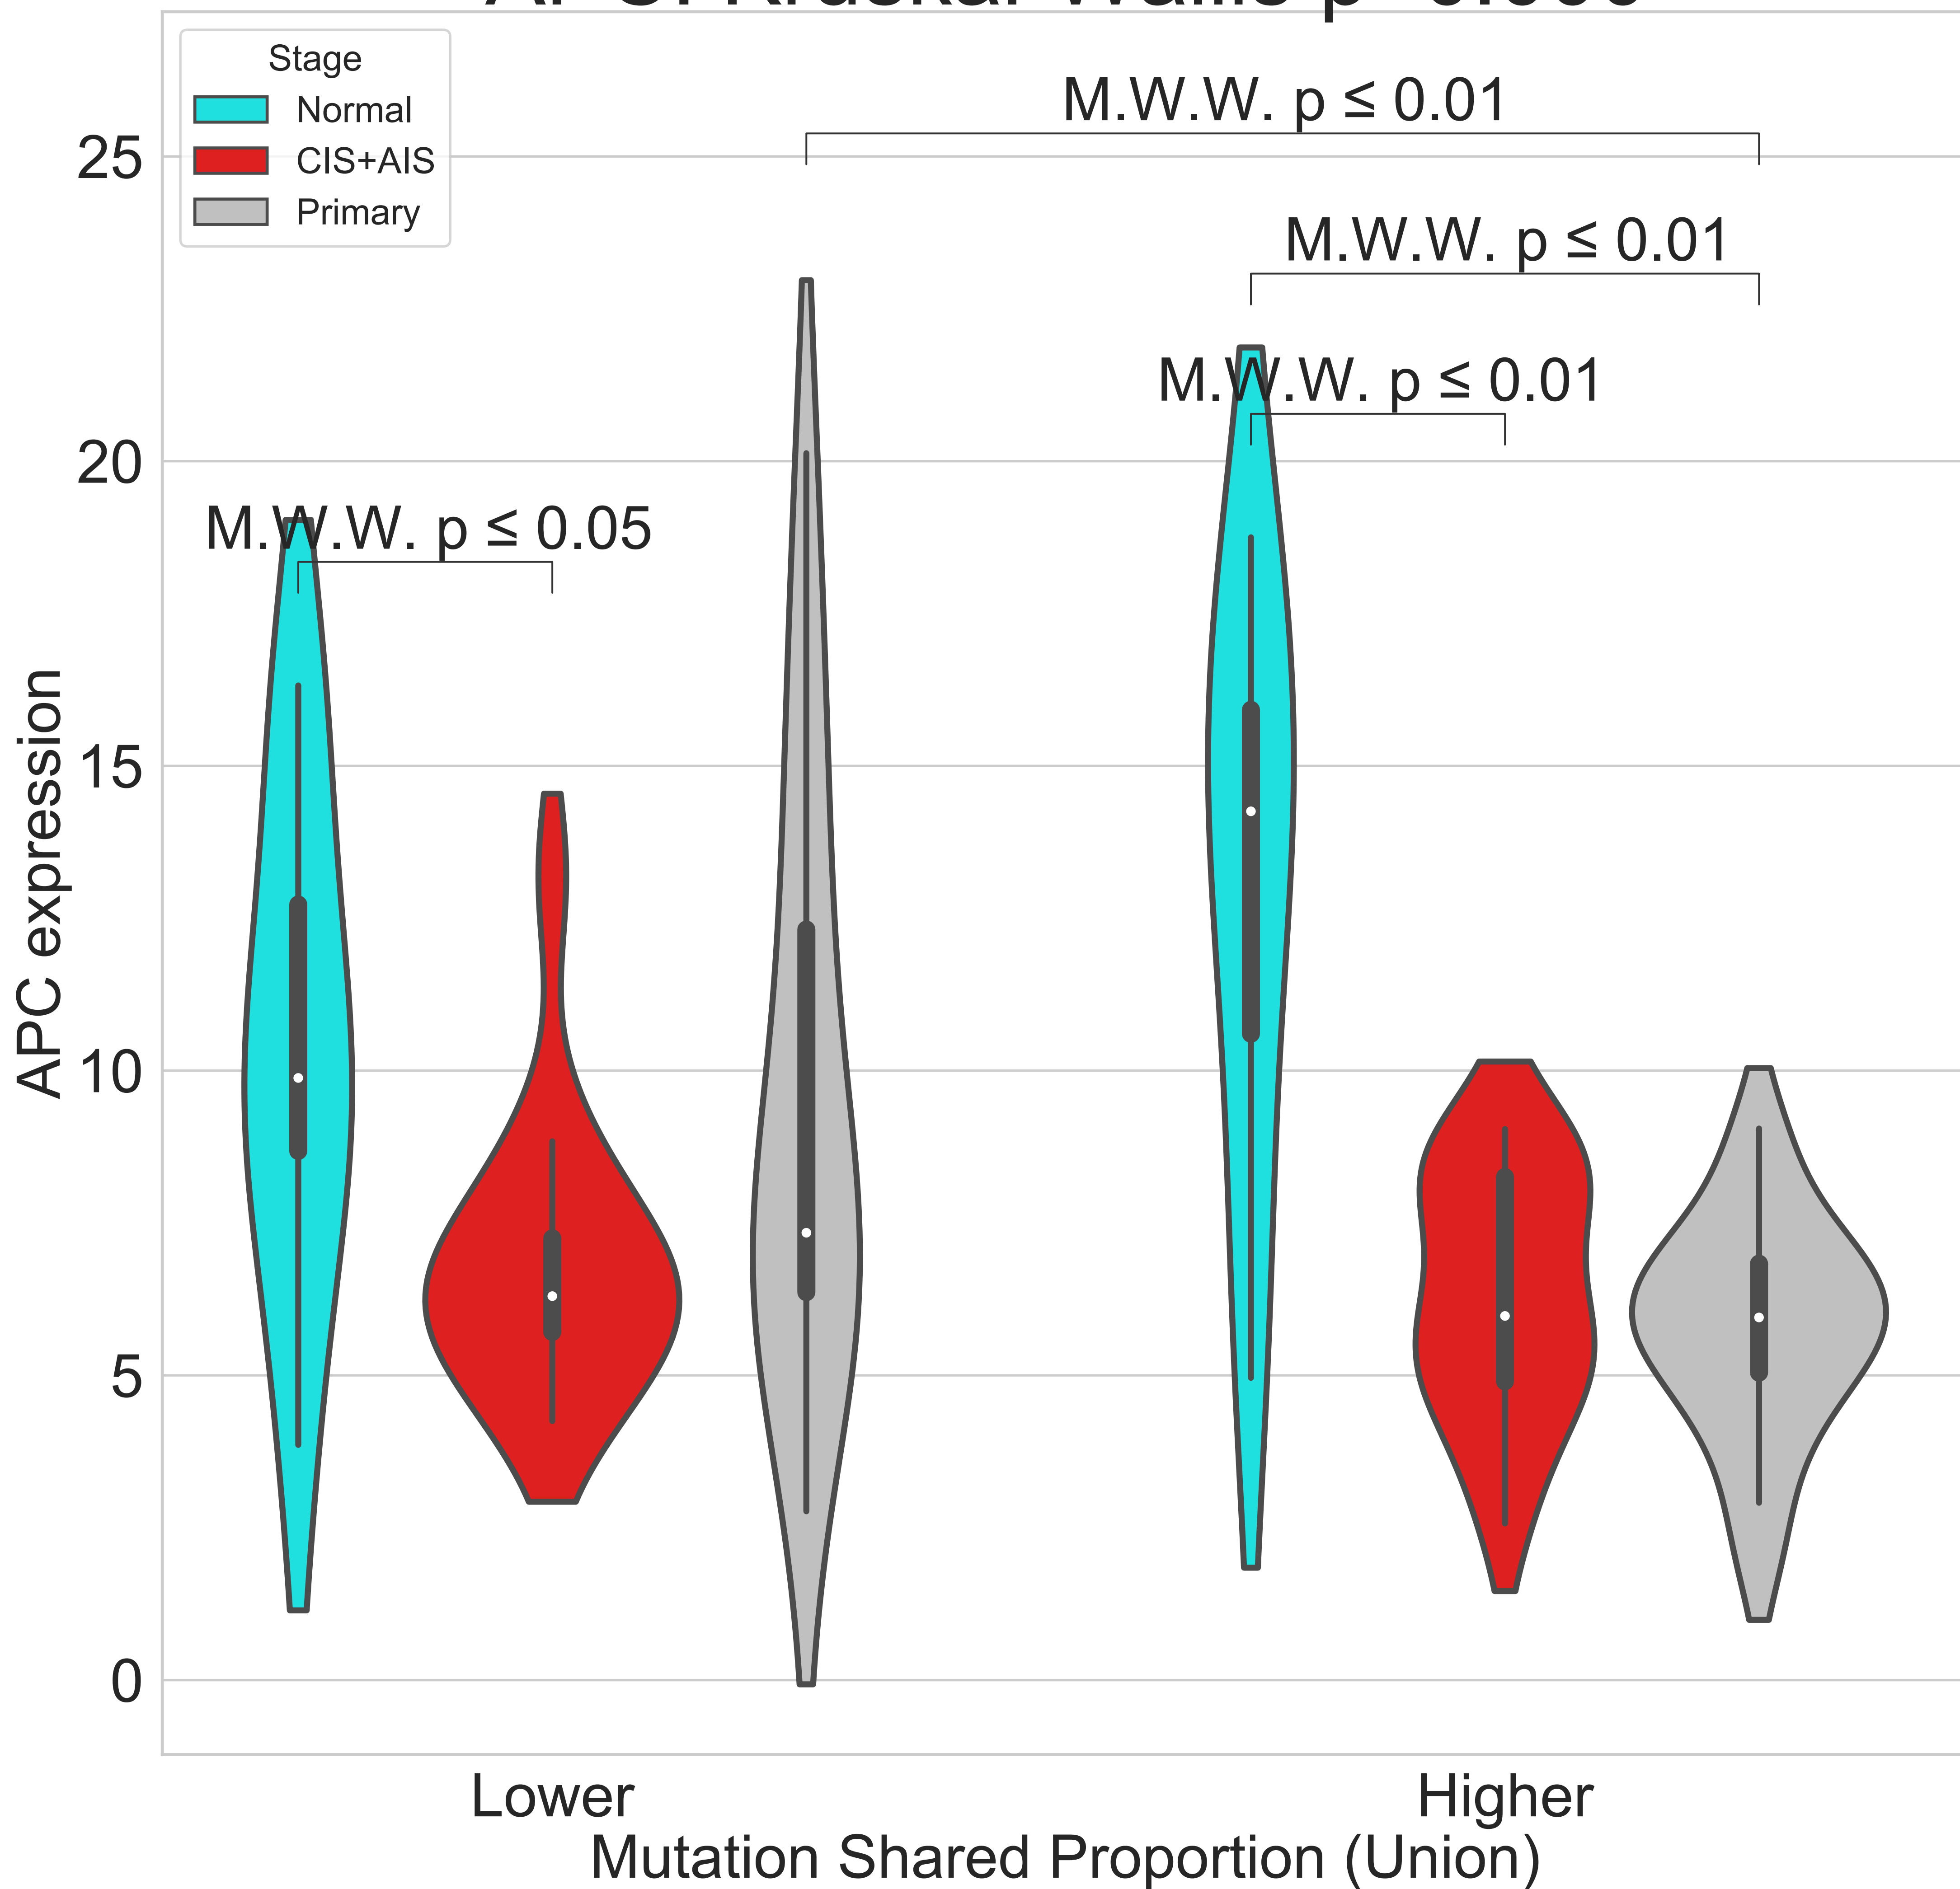 Stage
Normal
CIS+AIS
Primary
M.W.W. p ≤ 0.01
M.W.W. p ≤ 0.01
M.W.W. p ≤ 0.01
M.W.W. p ≤ 0.05
25
20
15
10
5
0
APC expression
Lower
Higher
Mutation Shared Proportion (Union)